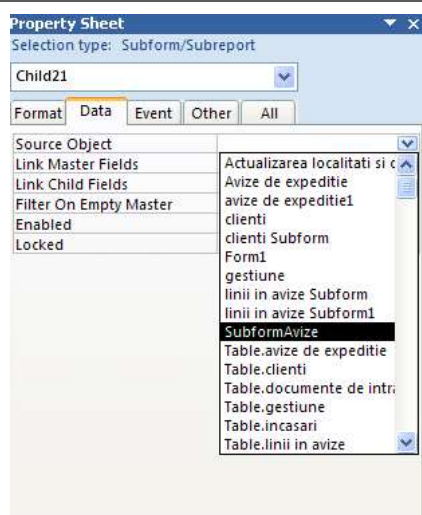 Property Sheet
Selection type: Subform/Subreport
Child21
Format Data Event Other All
Source Object
Link Master Fields
Link Child Fields
Filter On Empty Master
Enabled
Locked
Actualizarea localitati si c
Avize de expeditie
avize de expeditie1
clienti
clienti Subform
Form1
gestiune
linii in avize Subform
linii in avize Subform1
SubformAvize
Table.avize de expeditie
Table.clienti
Table.documente de intra
Table.gestiune
Table.incasari
Table.linii in avize